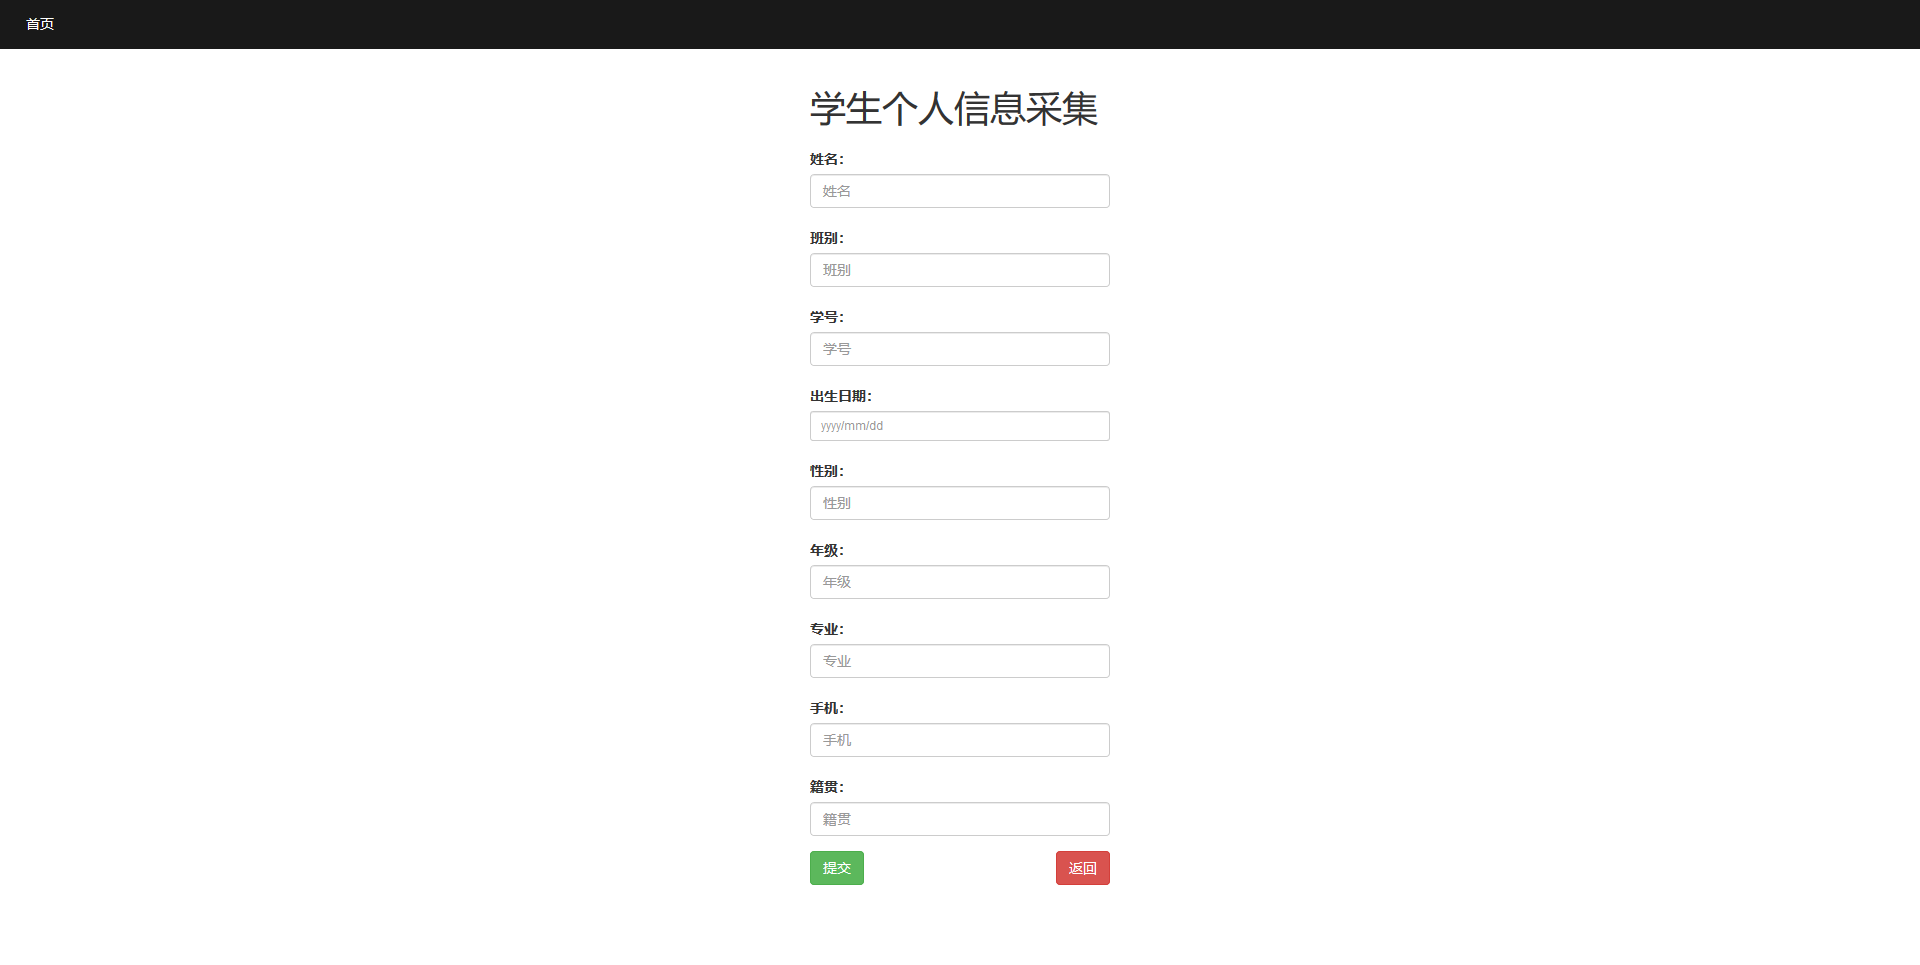 首页
学生个人信息采集
姓名：
姓名
班别：
班别
学号：
学号
出生日期：
yyyy/mm/dd
性别：
性别
年级：
年级
专业：
专业
手机：
手机
籍贯：
籍贯
提交 返回